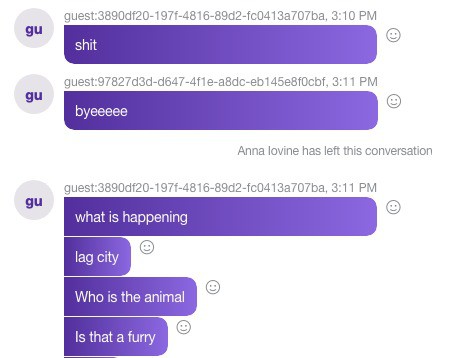 guest:3890df20-197f-4816-89d2-fc0413a707ba, 3:10 PM
gu
shit
guest:97827d3d-d647-4f1e-a8dc-eb145e8f0cbf, 3:11 PM
gu
byeeeee
Anna Iovine has left this conversation
guest:3890df20-197f-4816-89d2-fc0413a707ba, 3:11 PM
gu
what is happening
lag city
Who is the animal
Is that a furry